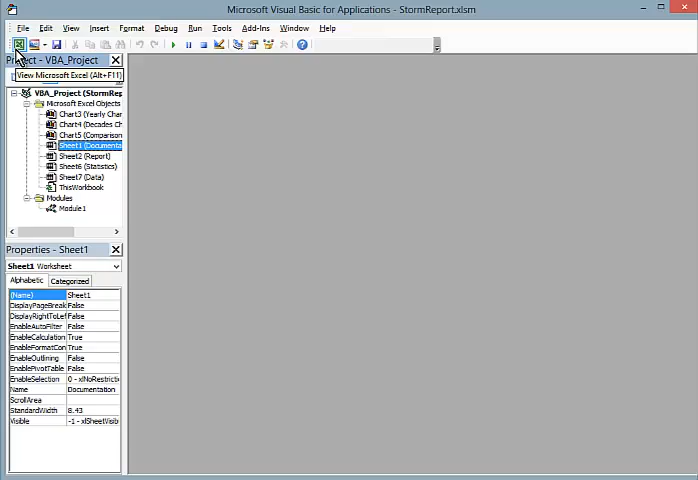 Microsoft Visual Basic for Applications - StormReport.xlsm
File Edit View Insert Format Debug Run Tools Add-Ins Window Help
Project - VBA_Project
View Microsoft Excel (Alt+F11)
VBA_Project (StormRep
Microsoft Excel Objects
Chart3 (Yearly Char
Chart4 (Decades Ch
Chart5 (Comparison
Sheet1 (Documenta
Sheet2 (Report)
Sheet6 (Statistics)
Sheet7 (Data)
ThisWorkbook
Modules
Module1
Properties - Sheet1
Sheet1 Worksheet
Alphabetic Categorized
(Name) Sheet1
DisplayPageBreak False
DisplayRightToLef False
EnableAutoFilter False
EnableCalculation True
EnableFormatCon True
EnableOutlining False
EnablePivotTable False
EnableSelection 0 - xlNoRestricti
Name Documentation
ScrollArea
StandardWidth 8.43
Visible -1 - xlSheetVisib